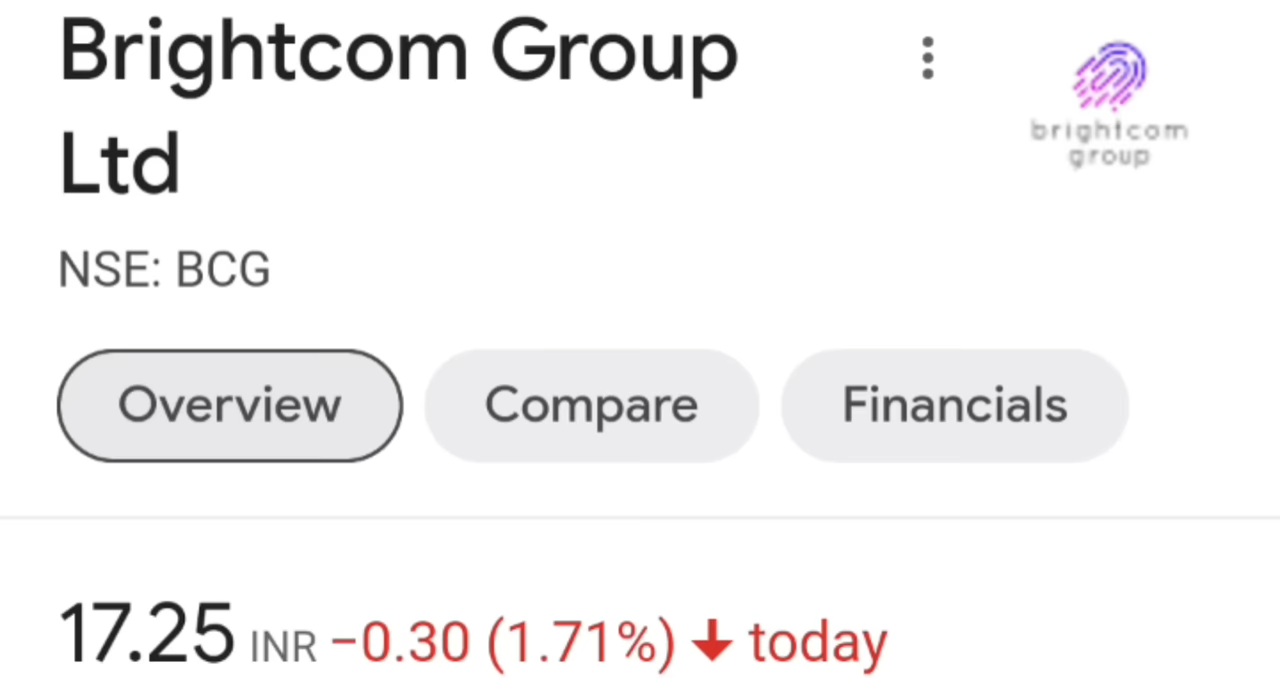 Brightcom Group
Ltd
brightcom
group
NSE: BCG
Overview Compare Financials
17.25 INR −0.30 (1.71%) ↓ today